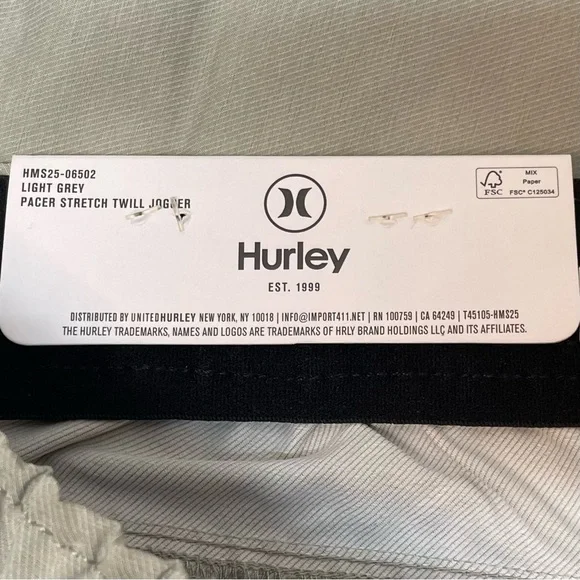 HMS25-06502
LIGHT GREY
PACER STRETCH TWILL JOGGER
MIX
Paper
FSC
FSC® C125034
Hurley
EST. 1999
DISTRIBUTED BY UNITEDHURLEY NEW YORK, NY 10018 | INFO@IMPORT411.NET | RN 100759 | CA 64249 | T45105-HMS25
THE HURLEY TRADEMARKS, NAMES AND LOGOS ARE TRADEMARKS OF HRLY BRAND HOLDINGS LLC AND ITS AFFILIATES.